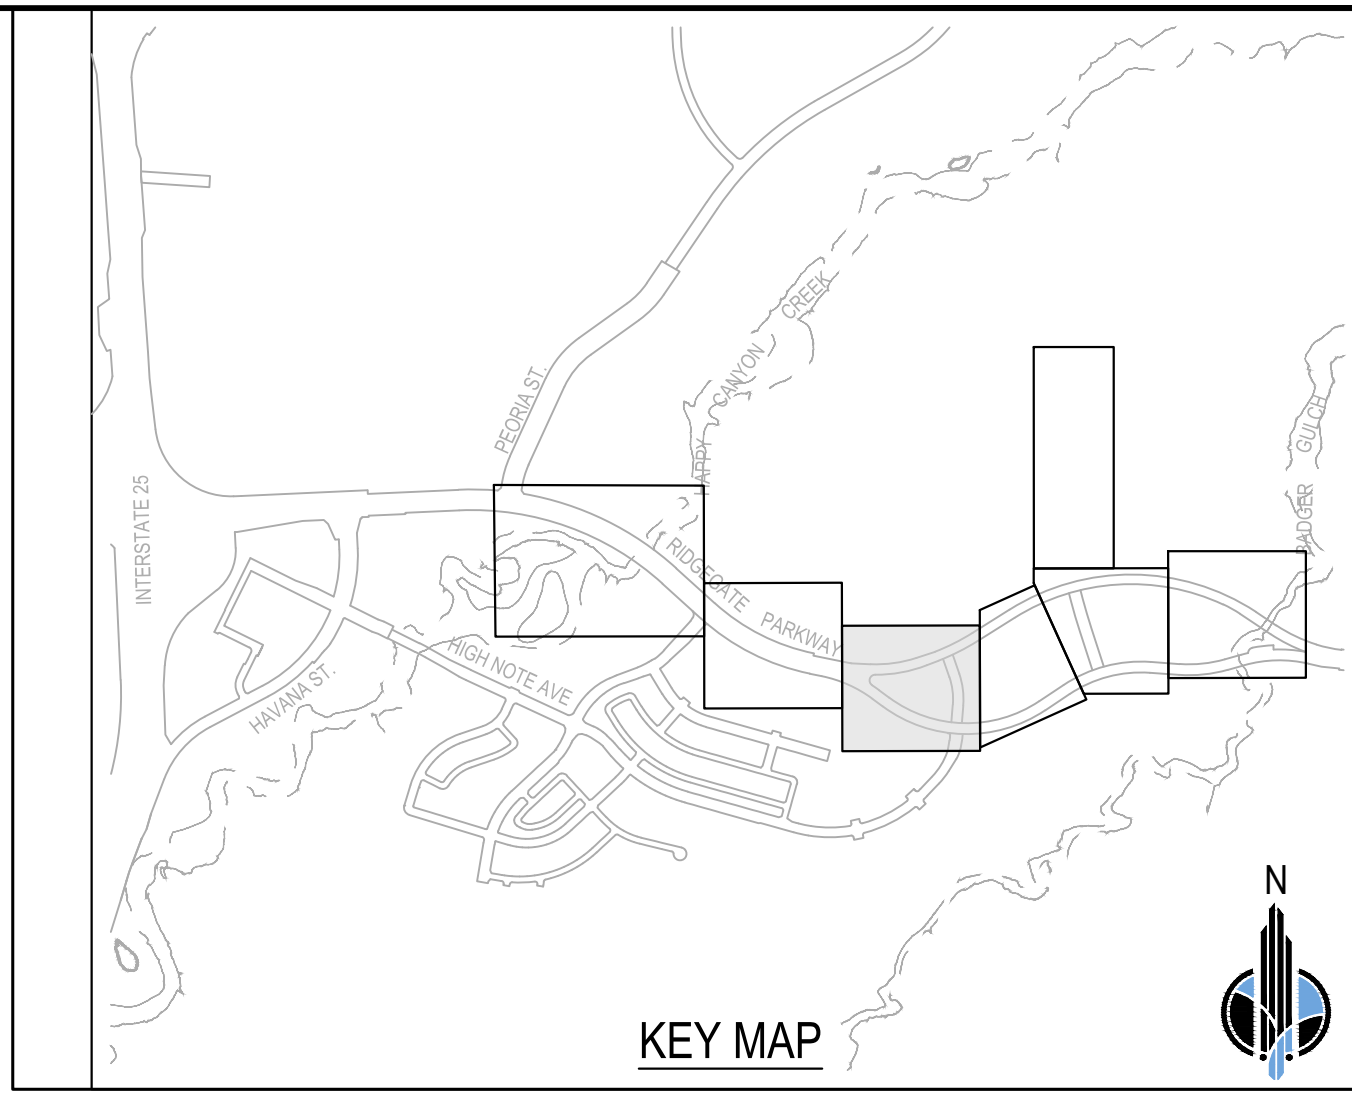 CREEK
CANYON
HAPPY
PEORIA ST.
GULCH
BADGER
INTERSTATE 25
RIDGEGATE PARKWAY
HIGH NOTE AVE
HAVANA ST.
N
KEY MAP